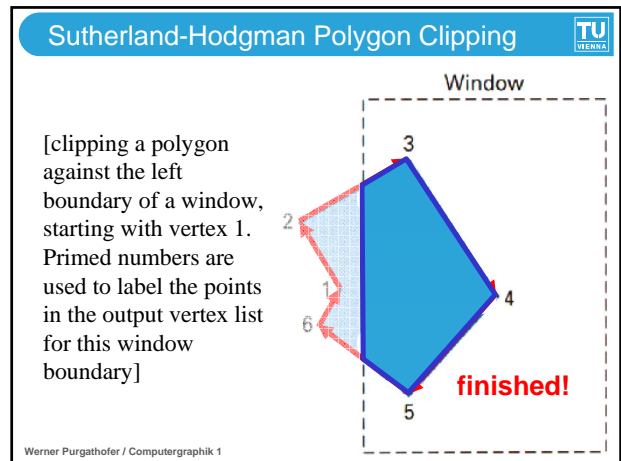 Sutherland-Hodgman Polygon Clipping
TU
VIENNA
Window
[clipping a polygon
against the left
boundary of a window,
starting with vertex 1.
Primed numbers are
used to label the points
in the output vertex list
for this window
boundary]
3
2
1
4
6
finished!
5
Werner Purgathofer / Computergraphik 1